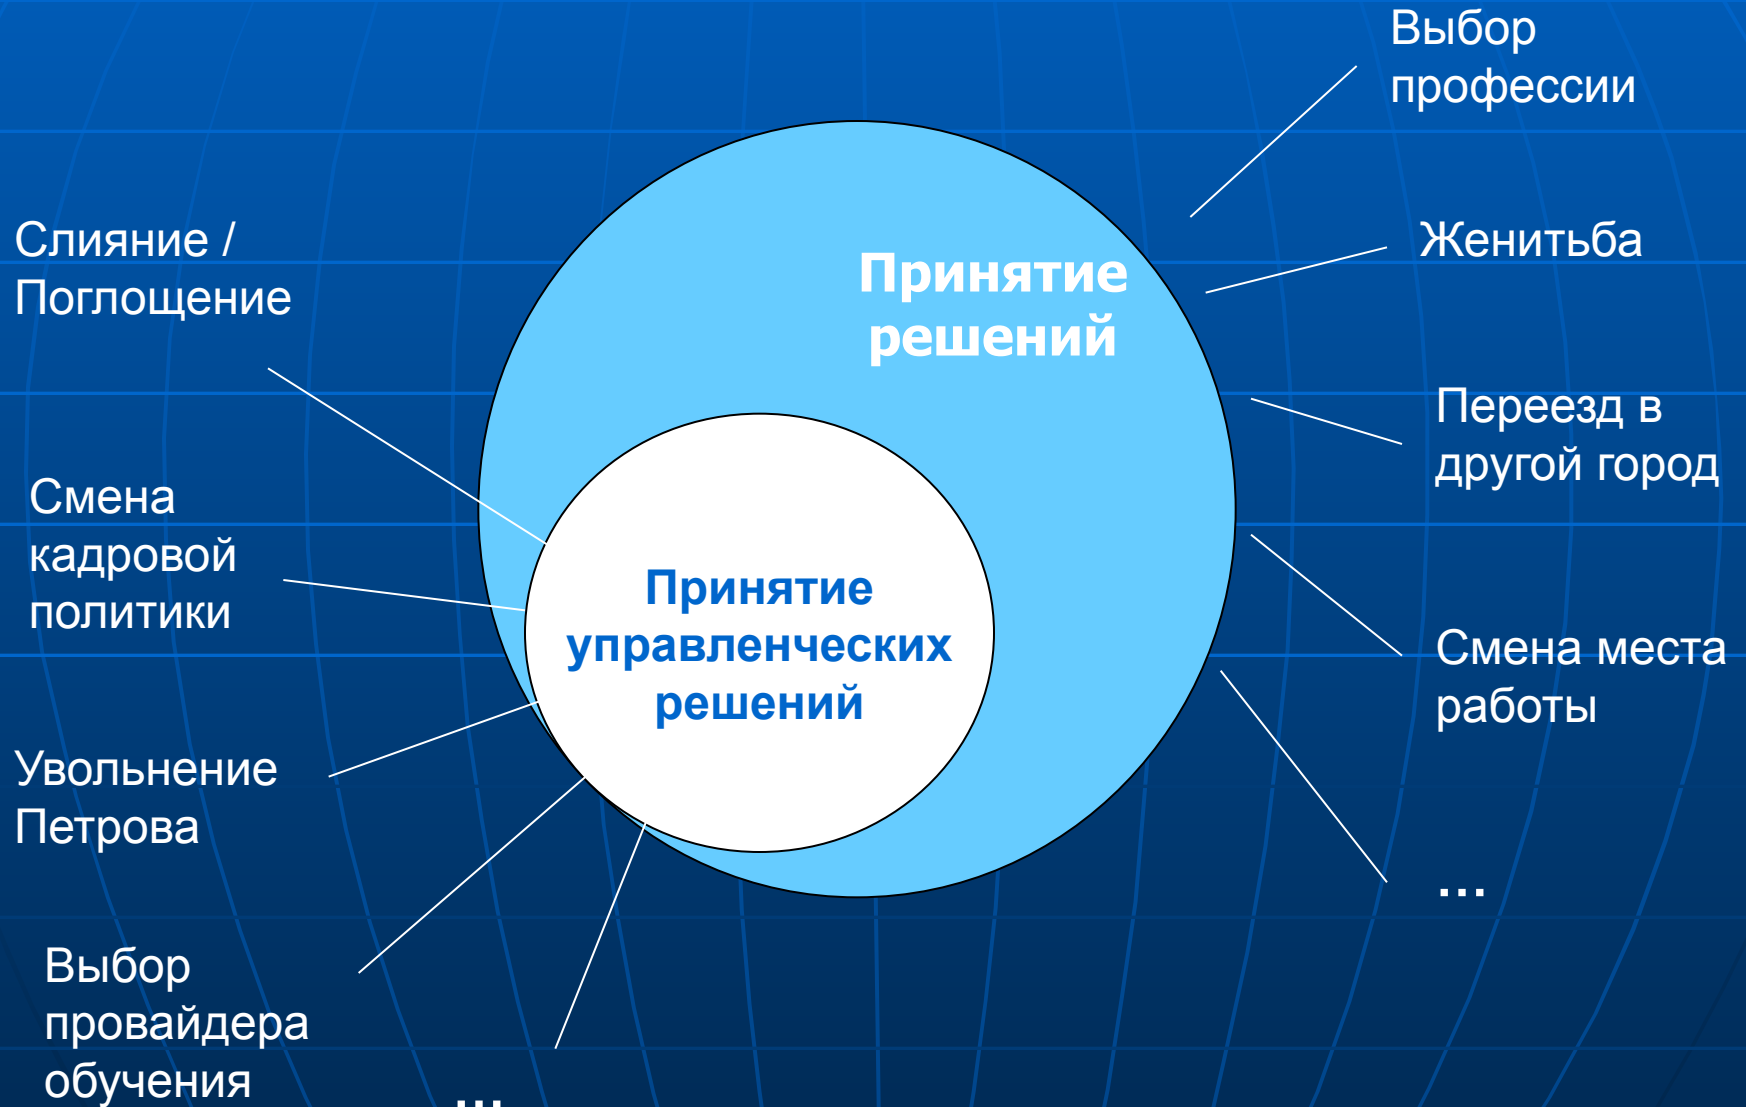 Выбор
профессии
Слияние /
Поглощение
Принятие
решений
Женитьба
Переезд в
другой город
Смена
кадровой
политики
Принятие
управленческих
решений
Смена места
работы
Увольнение
Петрова
…
Выбор
провайдера
обучения
…